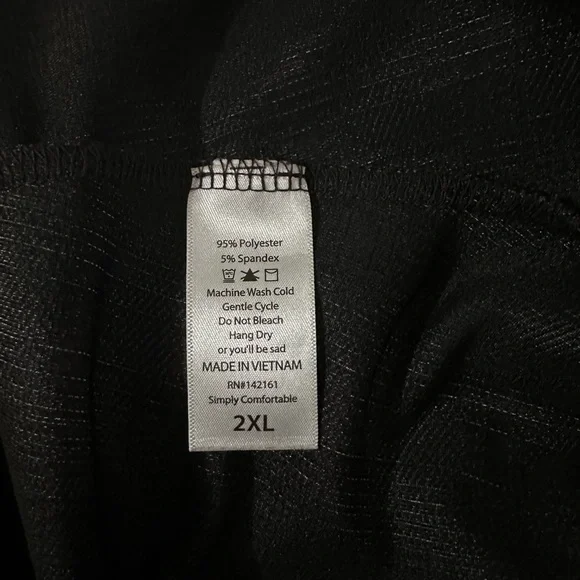 95% Polyester
5% Spandex
Machine Wash Cold
Gentle Cycle
Do Not Bleach
Hang Dry
or you'll be sad
MADE IN VIETNAM
RN#142161
Simply Comfortable
2XL